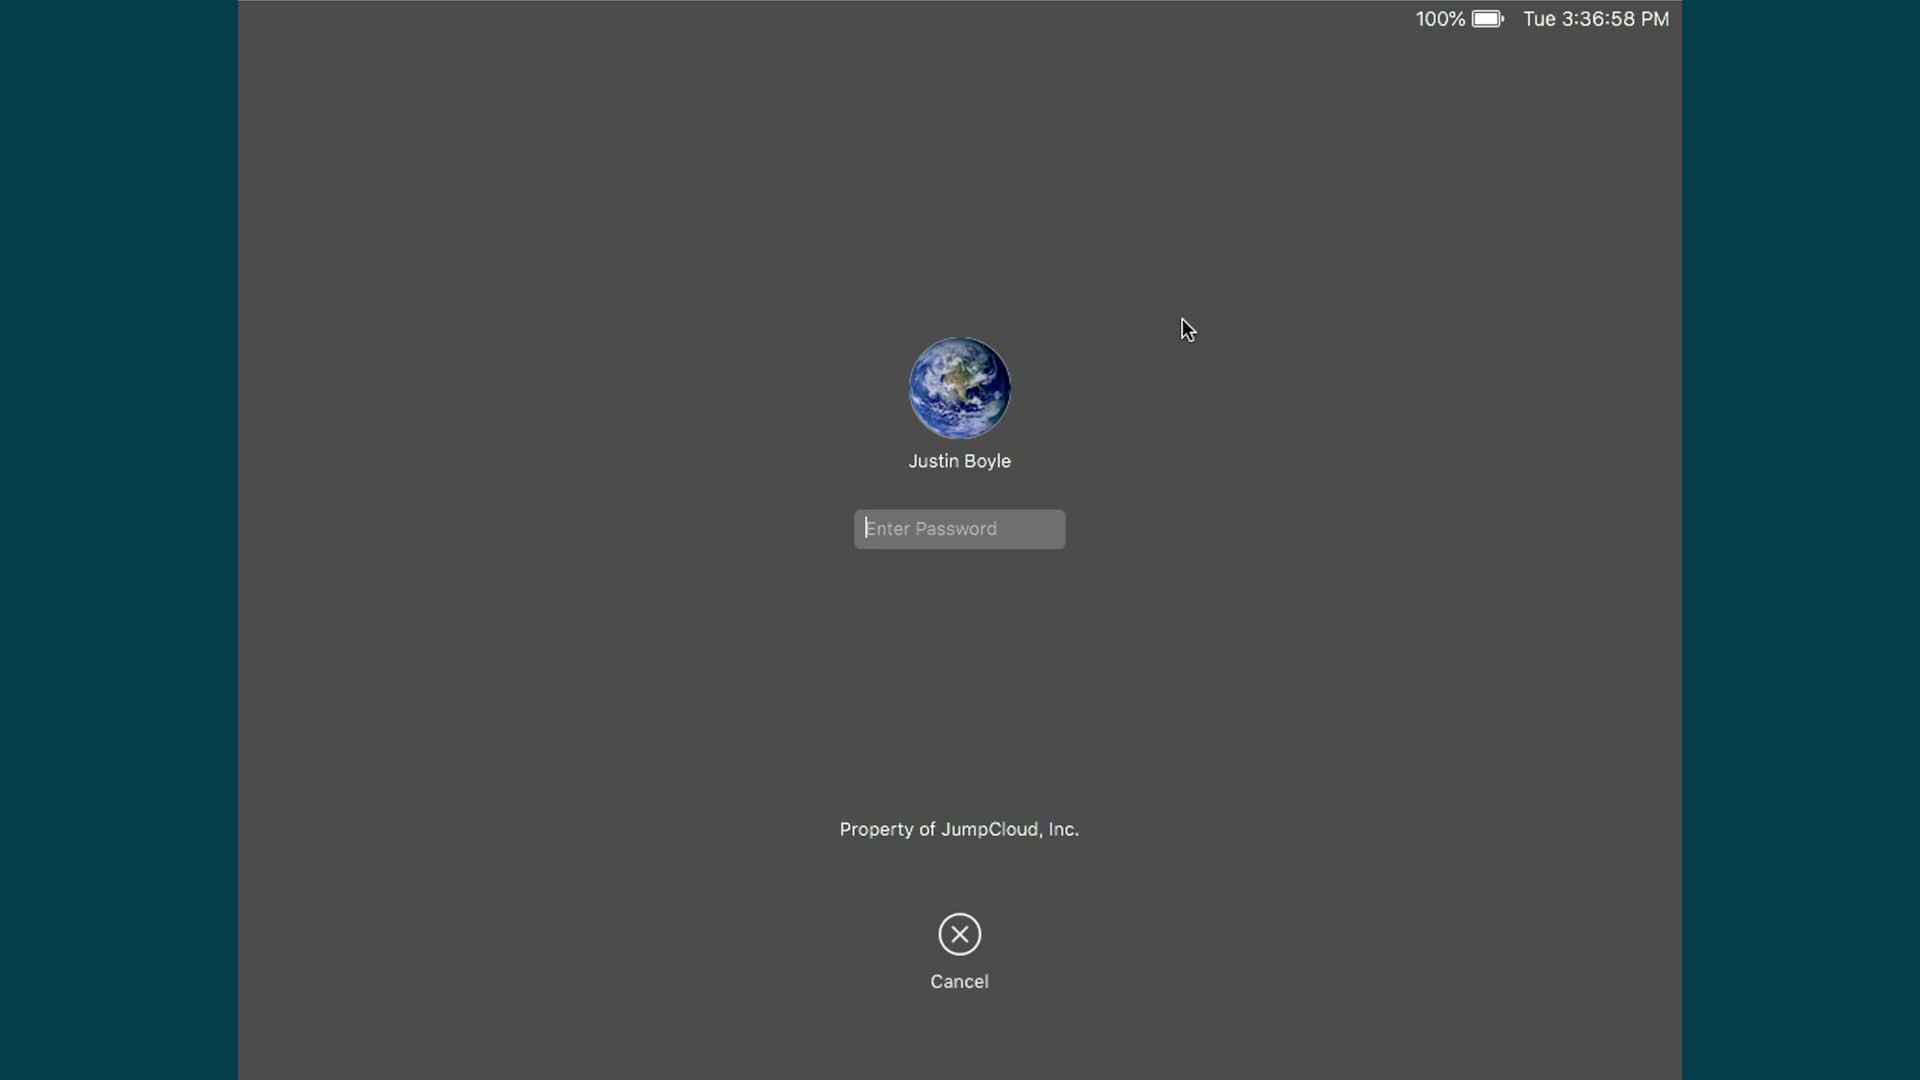 100% Tue 3:36:58 PM
Justin Boyle
Enter Password
Property of JumpCloud, Inc.
Cancel